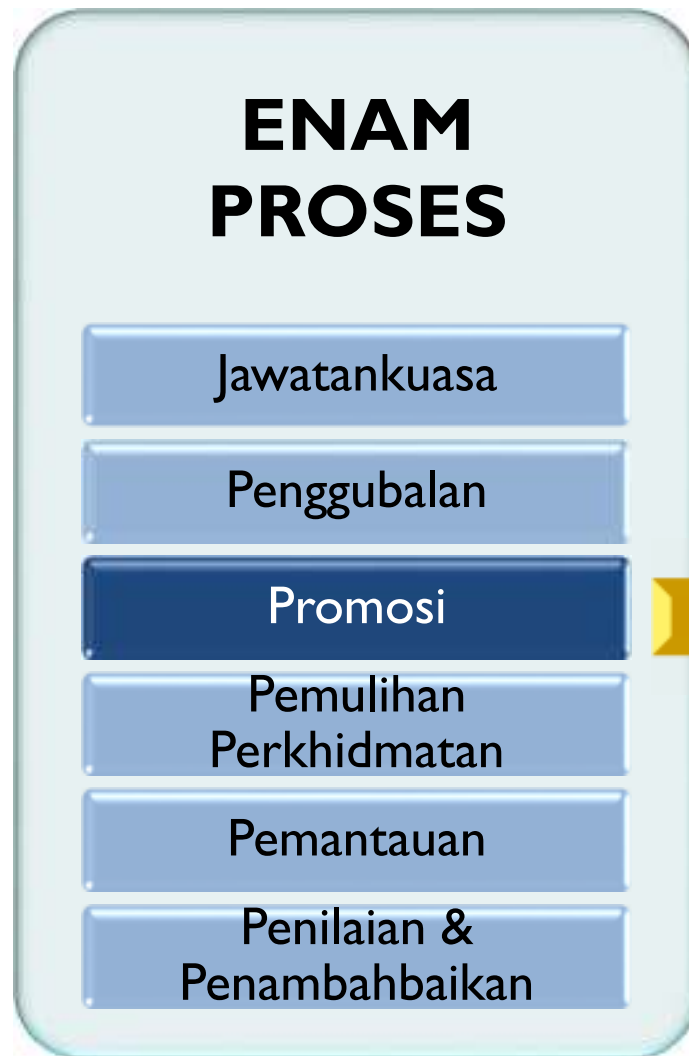 ENAM
PROSES
Jawatankuasa
Penggubalan
Promosi
Pemulihan
Perkhidmatan
Pemantauan
Penilaian &
Penambahbaikan